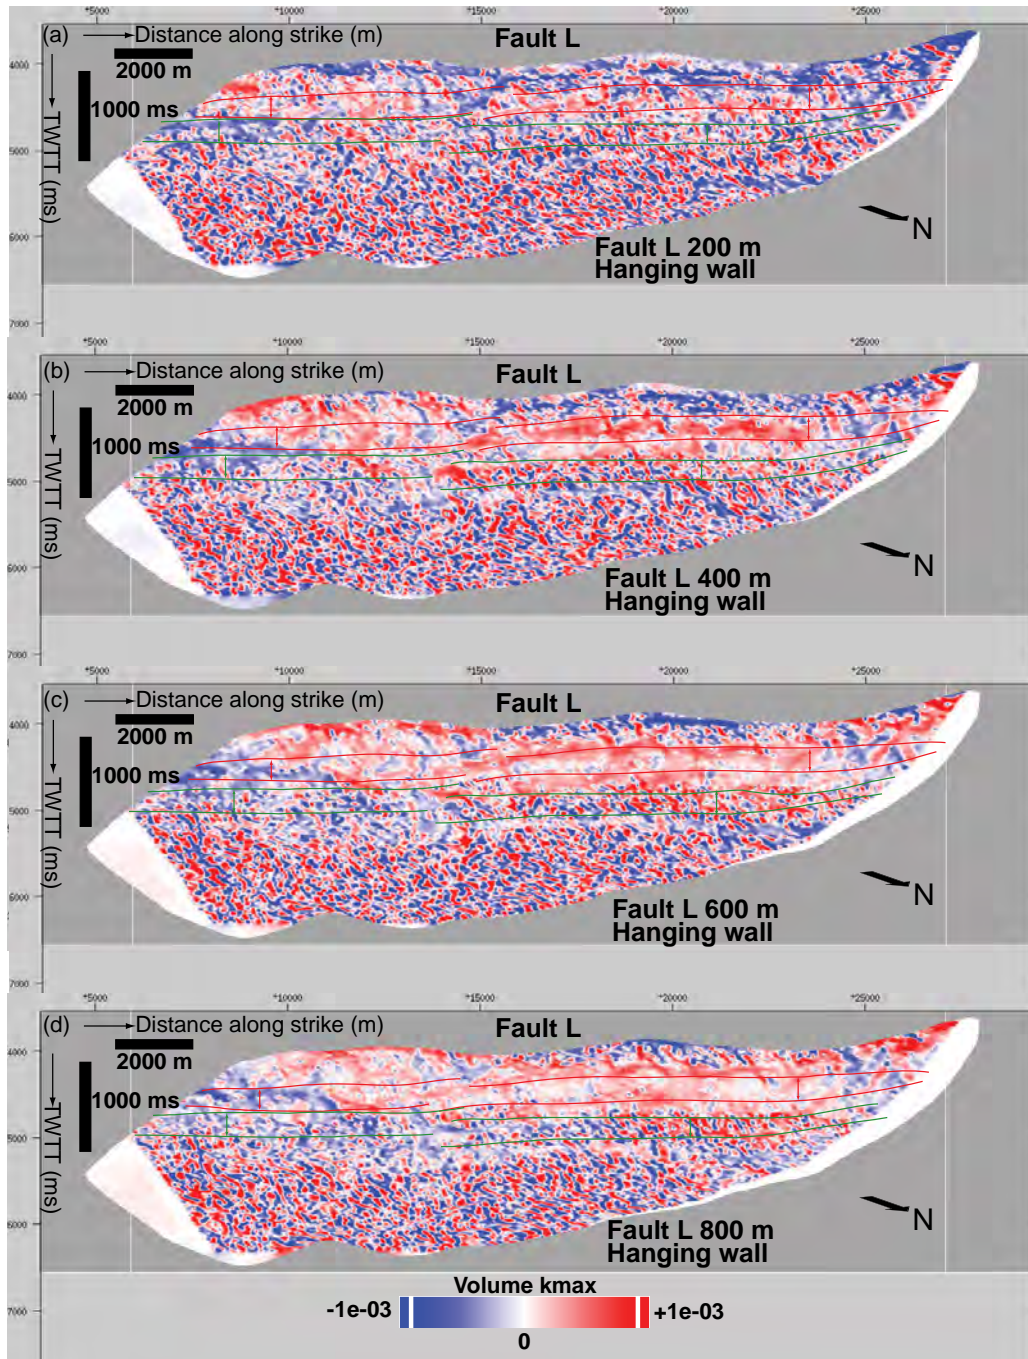 *5000 *10000 *15000 *20000 *25000
(a) Distance along strike (m) Fault L
2000 m
4000
1000 ms
TWTT (ms)
5000
6000
N
Fault L 200 m
Hanging wall
7000
*5000 *10000 *15000 *20000 *25000
(b) Distance along strike (m) Fault L
2000 m
4000
1000 ms
TWTT (ms)
5000
6000
N
Fault L 400 m
Hanging wall
7000
*5000 *10000 *15000 *20000 *25000
(c) Distance along strike (m) Fault L
2000 m
4000
1000 ms
TWTT (ms)
5000
6000
N
Fault L 600 m
Hanging wall
7000
*5000 *10000 *15000 *20000 *25000
(d) Distance along strike (m) Fault L
2000 m
4000
1000 ms
TWTT (ms)
5000
6000
N
Fault L 800 m
Hanging wall
Volume kmax
7000
-1e-03 +1e-03
0